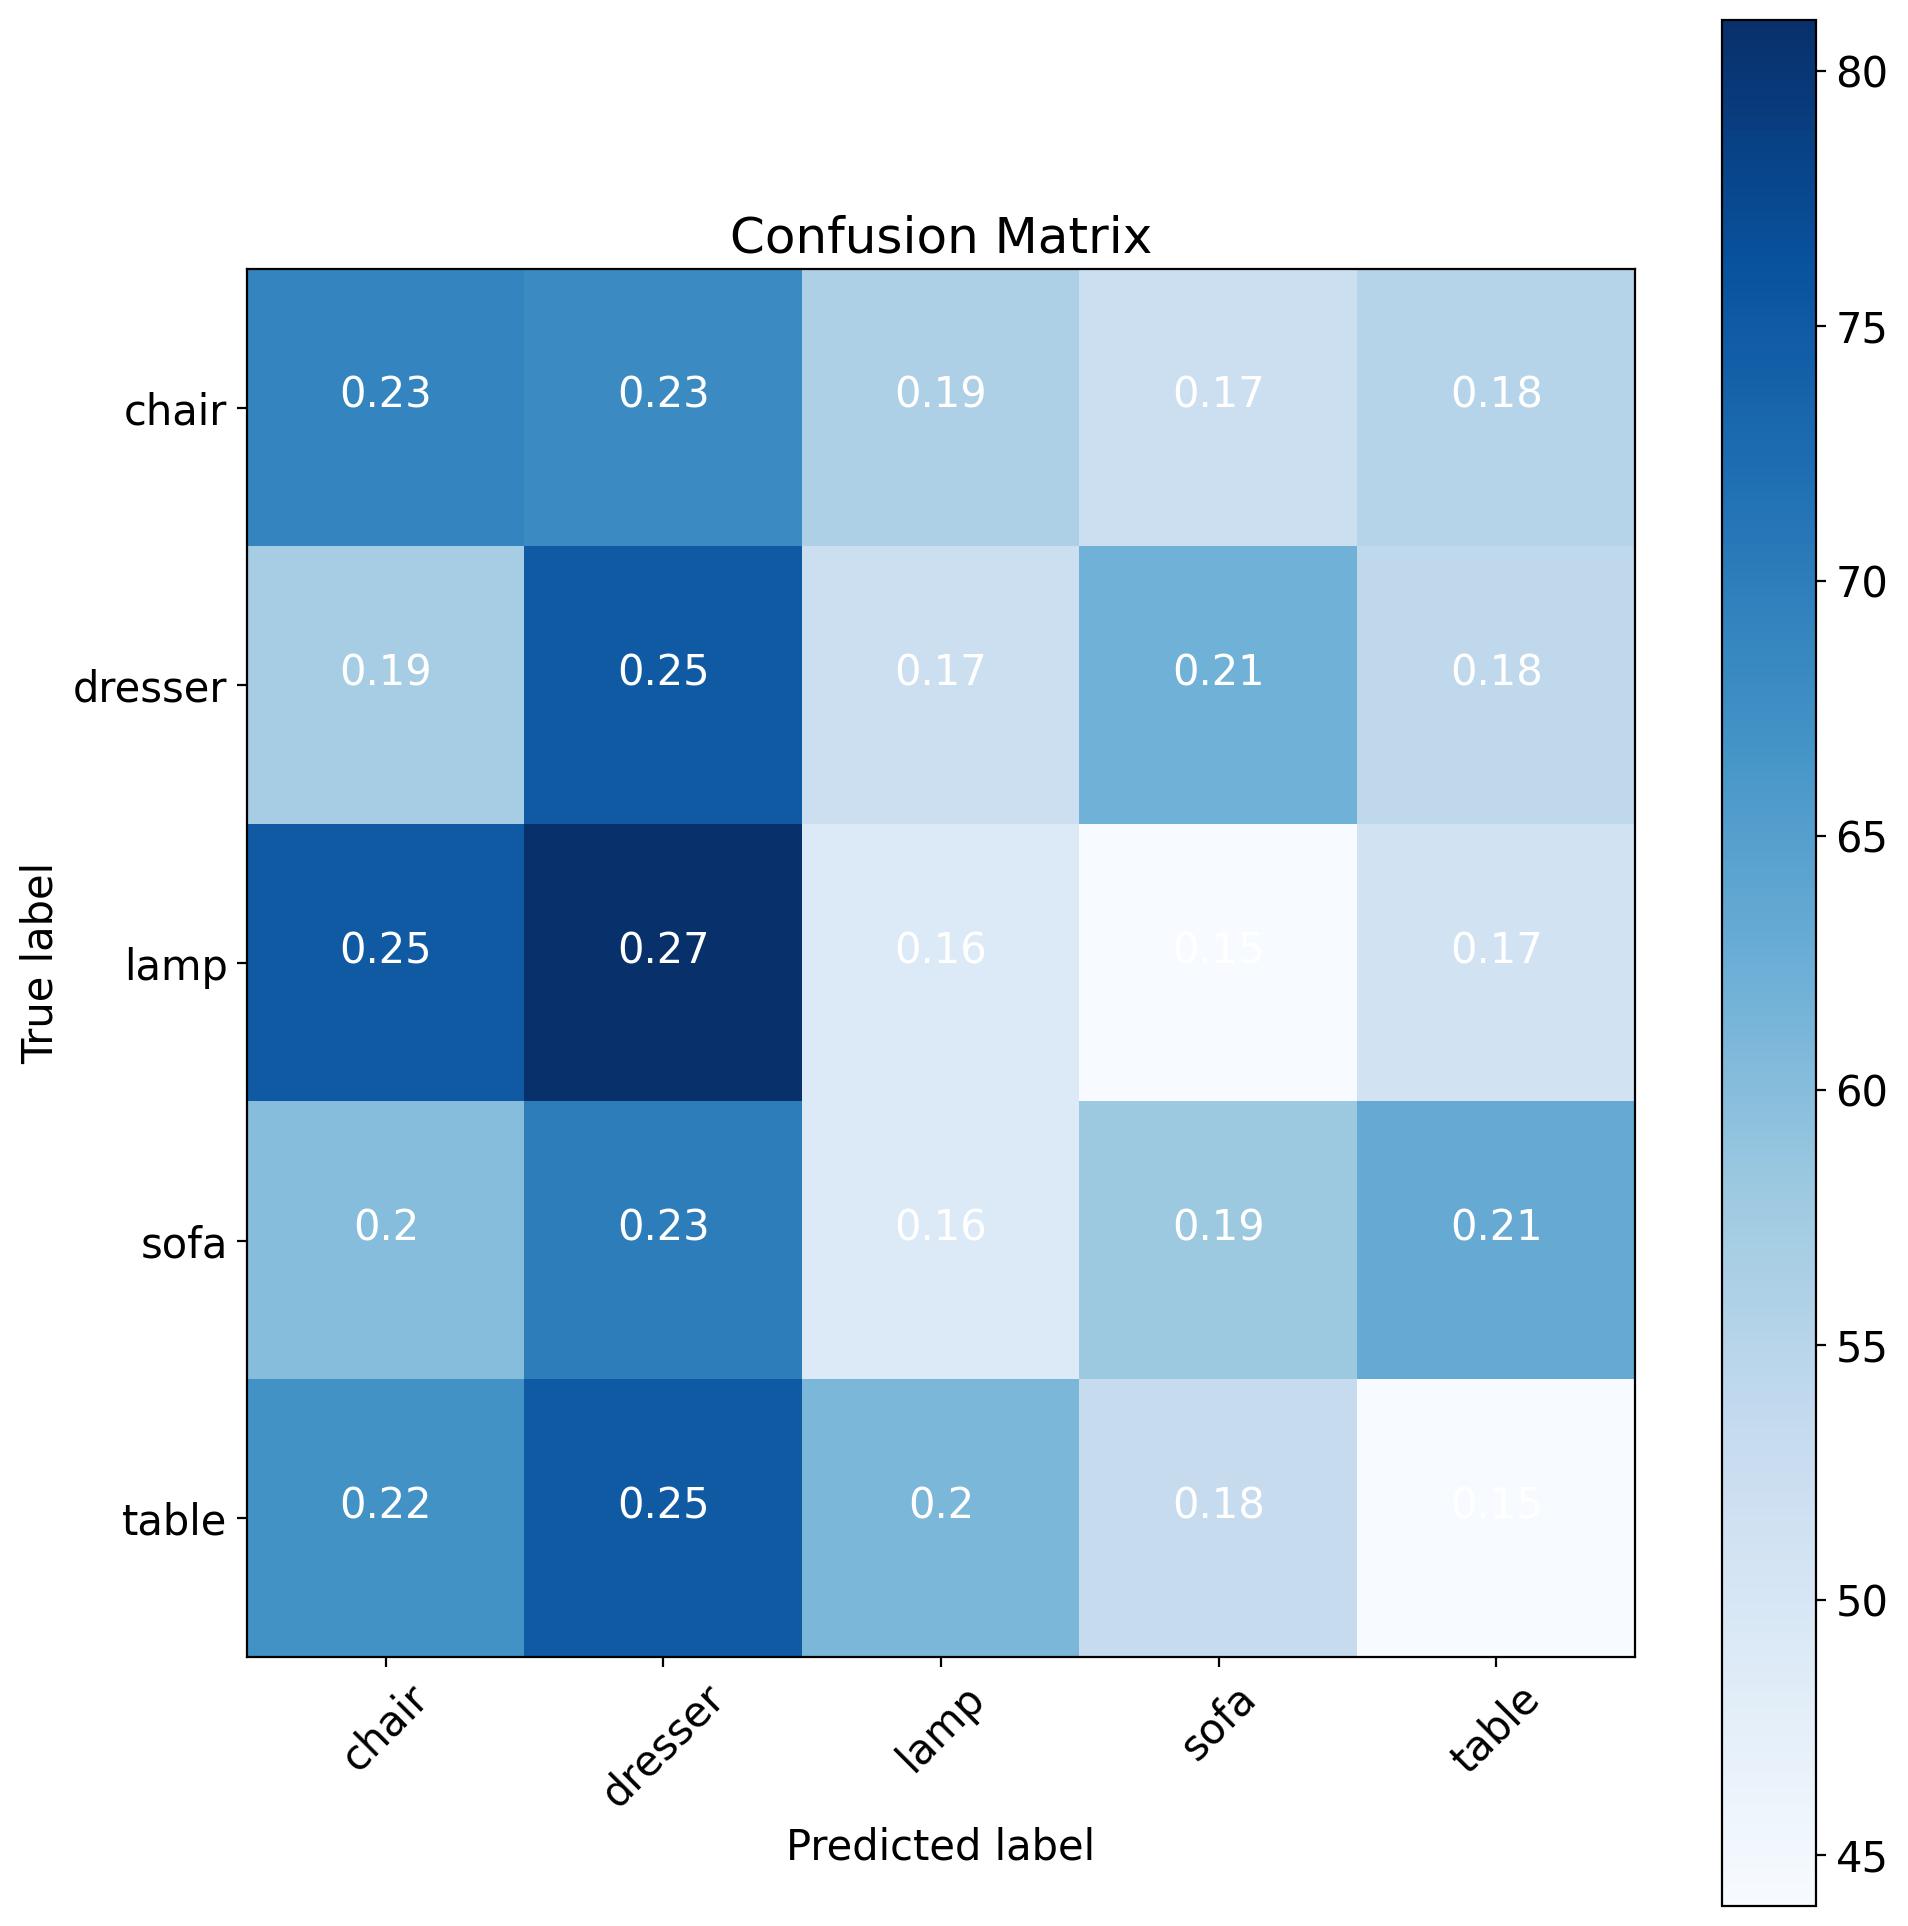 Confusion Matrix
chair 0.23 0.23 0.19 0.17 0.18
dresser 0.19 0.25 0.17 0.21 0.18
lamp 0.25 0.27 0.16 0.15 0.17
sofa 0.2 0.23 0.16 0.19 0.21
table 0.22 0.25 0.2 0.18 0.15
True label
chair dresser lamp sofa table
Predicted label
80
75
70
65
60
55
50
45